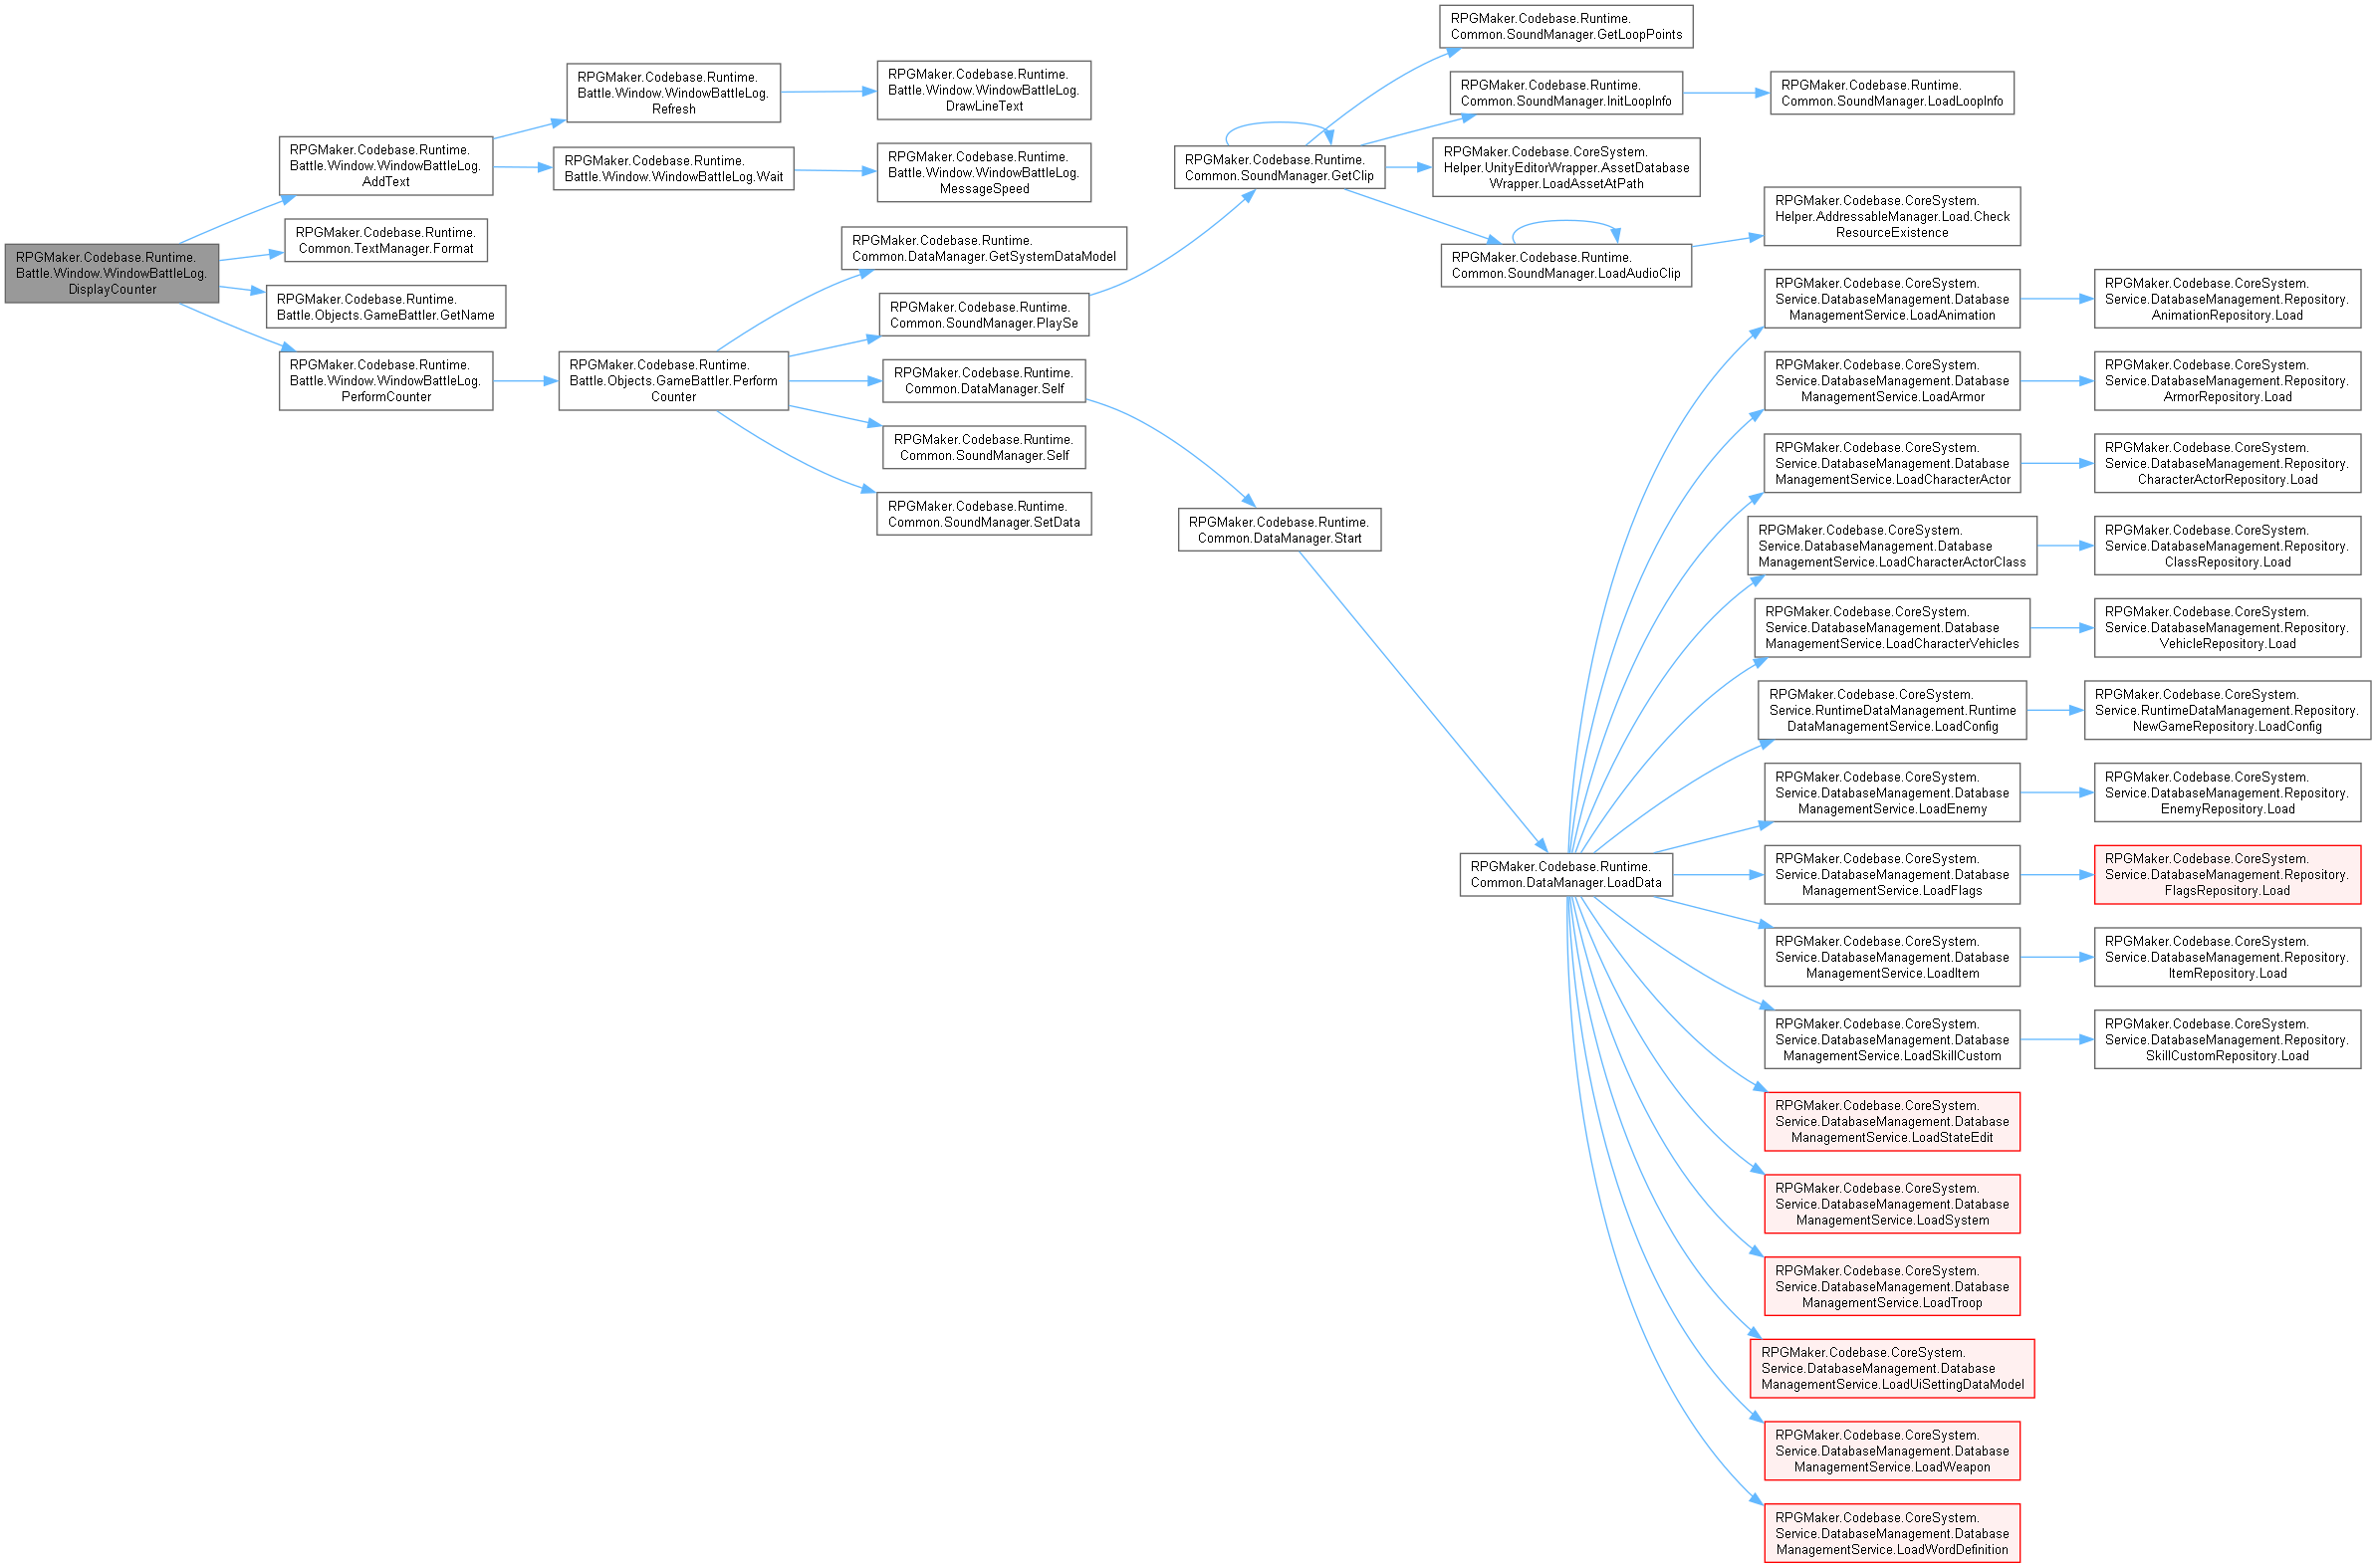 RPGMaker.Codebase.Runtime.
Battle.Window.WindowBattleLog.
DisplayCounter
RPGMaker.Codebase.Runtime.
Battle.Window.WindowBattleLog.
AddText
RPGMaker.Codebase.Runtime.
Common.TextManager.Format
RPGMaker.Codebase.Runtime.
Battle.Objects.GameBattler.GetName
RPGMaker.Codebase.Runtime.
Battle.Window.WindowBattleLog.
PerformCounter
RPGMaker.Codebase.Runtime.
Battle.Window.WindowBattleLog.
Refresh
RPGMaker.Codebase.Runtime.
Battle.Window.WindowBattleLog.Wait
RPGMaker.Codebase.Runtime.
Battle.Objects.GameBattler.Perform
Counter
RPGMaker.Codebase.Runtime.
Battle.Window.WindowBattleLog.
DrawLineText
RPGMaker.Codebase.Runtime.
Battle.Window.WindowBattleLog.
MessageSpeed
RPGMaker.Codebase.Runtime.
Common.DataManager.GetSystemDataModel
RPGMaker.Codebase.Runtime.
Common.SoundManager.PlaySe
RPGMaker.Codebase.Runtime.
Common.DataManager.Self
RPGMaker.Codebase.Runtime.
Common.SoundManager.Self
RPGMaker.Codebase.Runtime.
Common.SoundManager.SetData
RPGMaker.Codebase.Runtime.
Common.SoundManager.GetClip
RPGMaker.Codebase.Runtime.
Common.DataManager.Start
RPGMaker.Codebase.Runtime.
Common.SoundManager.GetLoopPoints
RPGMaker.Codebase.Runtime.
Common.SoundManager.InitLoopInfo
RPGMaker.Codebase.CoreSystem.
Helper.UnityEditorWrapper.AssetDatabase
Wrapper.LoadAssetAtPath
RPGMaker.Codebase.Runtime.
Common.SoundManager.LoadAudioClip
RPGMaker.Codebase.Runtime.
Common.DataManager.LoadData
RPGMaker.Codebase.Runtime.
Common.SoundManager.LoadLoopInfo
RPGMaker.Codebase.CoreSystem.
Helper.AddressableManager.Load.Check
ResourceExistence
RPGMaker.Codebase.CoreSystem.
Service.DatabaseManagement.Database
ManagementService.LoadAnimation
RPGMaker.Codebase.CoreSystem.
Service.DatabaseManagement.Database
ManagementService.LoadArmor
RPGMaker.Codebase.CoreSystem.
Service.DatabaseManagement.Database
ManagementService.LoadCharacterActor
RPGMaker.Codebase.CoreSystem.
Service.DatabaseManagement.Database
ManagementService.LoadCharacterActorClass
RPGMaker.Codebase.CoreSystem.
Service.DatabaseManagement.Database
ManagementService.LoadCharacterVehicles
RPGMaker.Codebase.CoreSystem.
Service.RuntimeDataManagement.Runtime
DataManagementService.LoadConfig
RPGMaker.Codebase.CoreSystem.
Service.DatabaseManagement.Database
ManagementService.LoadEnemy
RPGMaker.Codebase.CoreSystem.
Service.DatabaseManagement.Database
ManagementService.LoadFlags
RPGMaker.Codebase.CoreSystem.
Service.DatabaseManagement.Database
ManagementService.LoadItem
RPGMaker.Codebase.CoreSystem.
Service.DatabaseManagement.Database
ManagementService.LoadSkillCustom
RPGMaker.Codebase.CoreSystem.
Service.DatabaseManagement.Database
ManagementService.LoadStateEdit
RPGMaker.Codebase.CoreSystem.
Service.DatabaseManagement.Database
ManagementService.LoadSystem
RPGMaker.Codebase.CoreSystem.
Service.DatabaseManagement.Database
ManagementService.LoadTroop
RPGMaker.Codebase.CoreSystem.
Service.DatabaseManagement.Database
ManagementService.LoadUiSettingDataModel
RPGMaker.Codebase.CoreSystem.
Service.DatabaseManagement.Database
ManagementService.LoadWeapon
RPGMaker.Codebase.CoreSystem.
Service.DatabaseManagement.Database
ManagementService.LoadWordDefinition
RPGMaker.Codebase.CoreSystem.
Service.DatabaseManagement.Repository.
AnimationRepository.Load
RPGMaker.Codebase.CoreSystem.
Service.DatabaseManagement.Repository.
ArmorRepository.Load
RPGMaker.Codebase.CoreSystem.
Service.DatabaseManagement.Repository.
CharacterActorRepository.Load
RPGMaker.Codebase.CoreSystem.
Service.DatabaseManagement.Repository.
ClassRepository.Load
RPGMaker.Codebase.CoreSystem.
Service.DatabaseManagement.Repository.
VehicleRepository.Load
RPGMaker.Codebase.CoreSystem.
Service.RuntimeDataManagement.Repository.
NewGameRepository.LoadConfig
RPGMaker.Codebase.CoreSystem.
Service.DatabaseManagement.Repository.
EnemyRepository.Load
RPGMaker.Codebase.CoreSystem.
Service.DatabaseManagement.Repository.
FlagsRepository.Load
RPGMaker.Codebase.CoreSystem.
Service.DatabaseManagement.Repository.
ItemRepository.Load
RPGMaker.Codebase.CoreSystem.
Service.DatabaseManagement.Repository.
SkillCustomRepository.Load